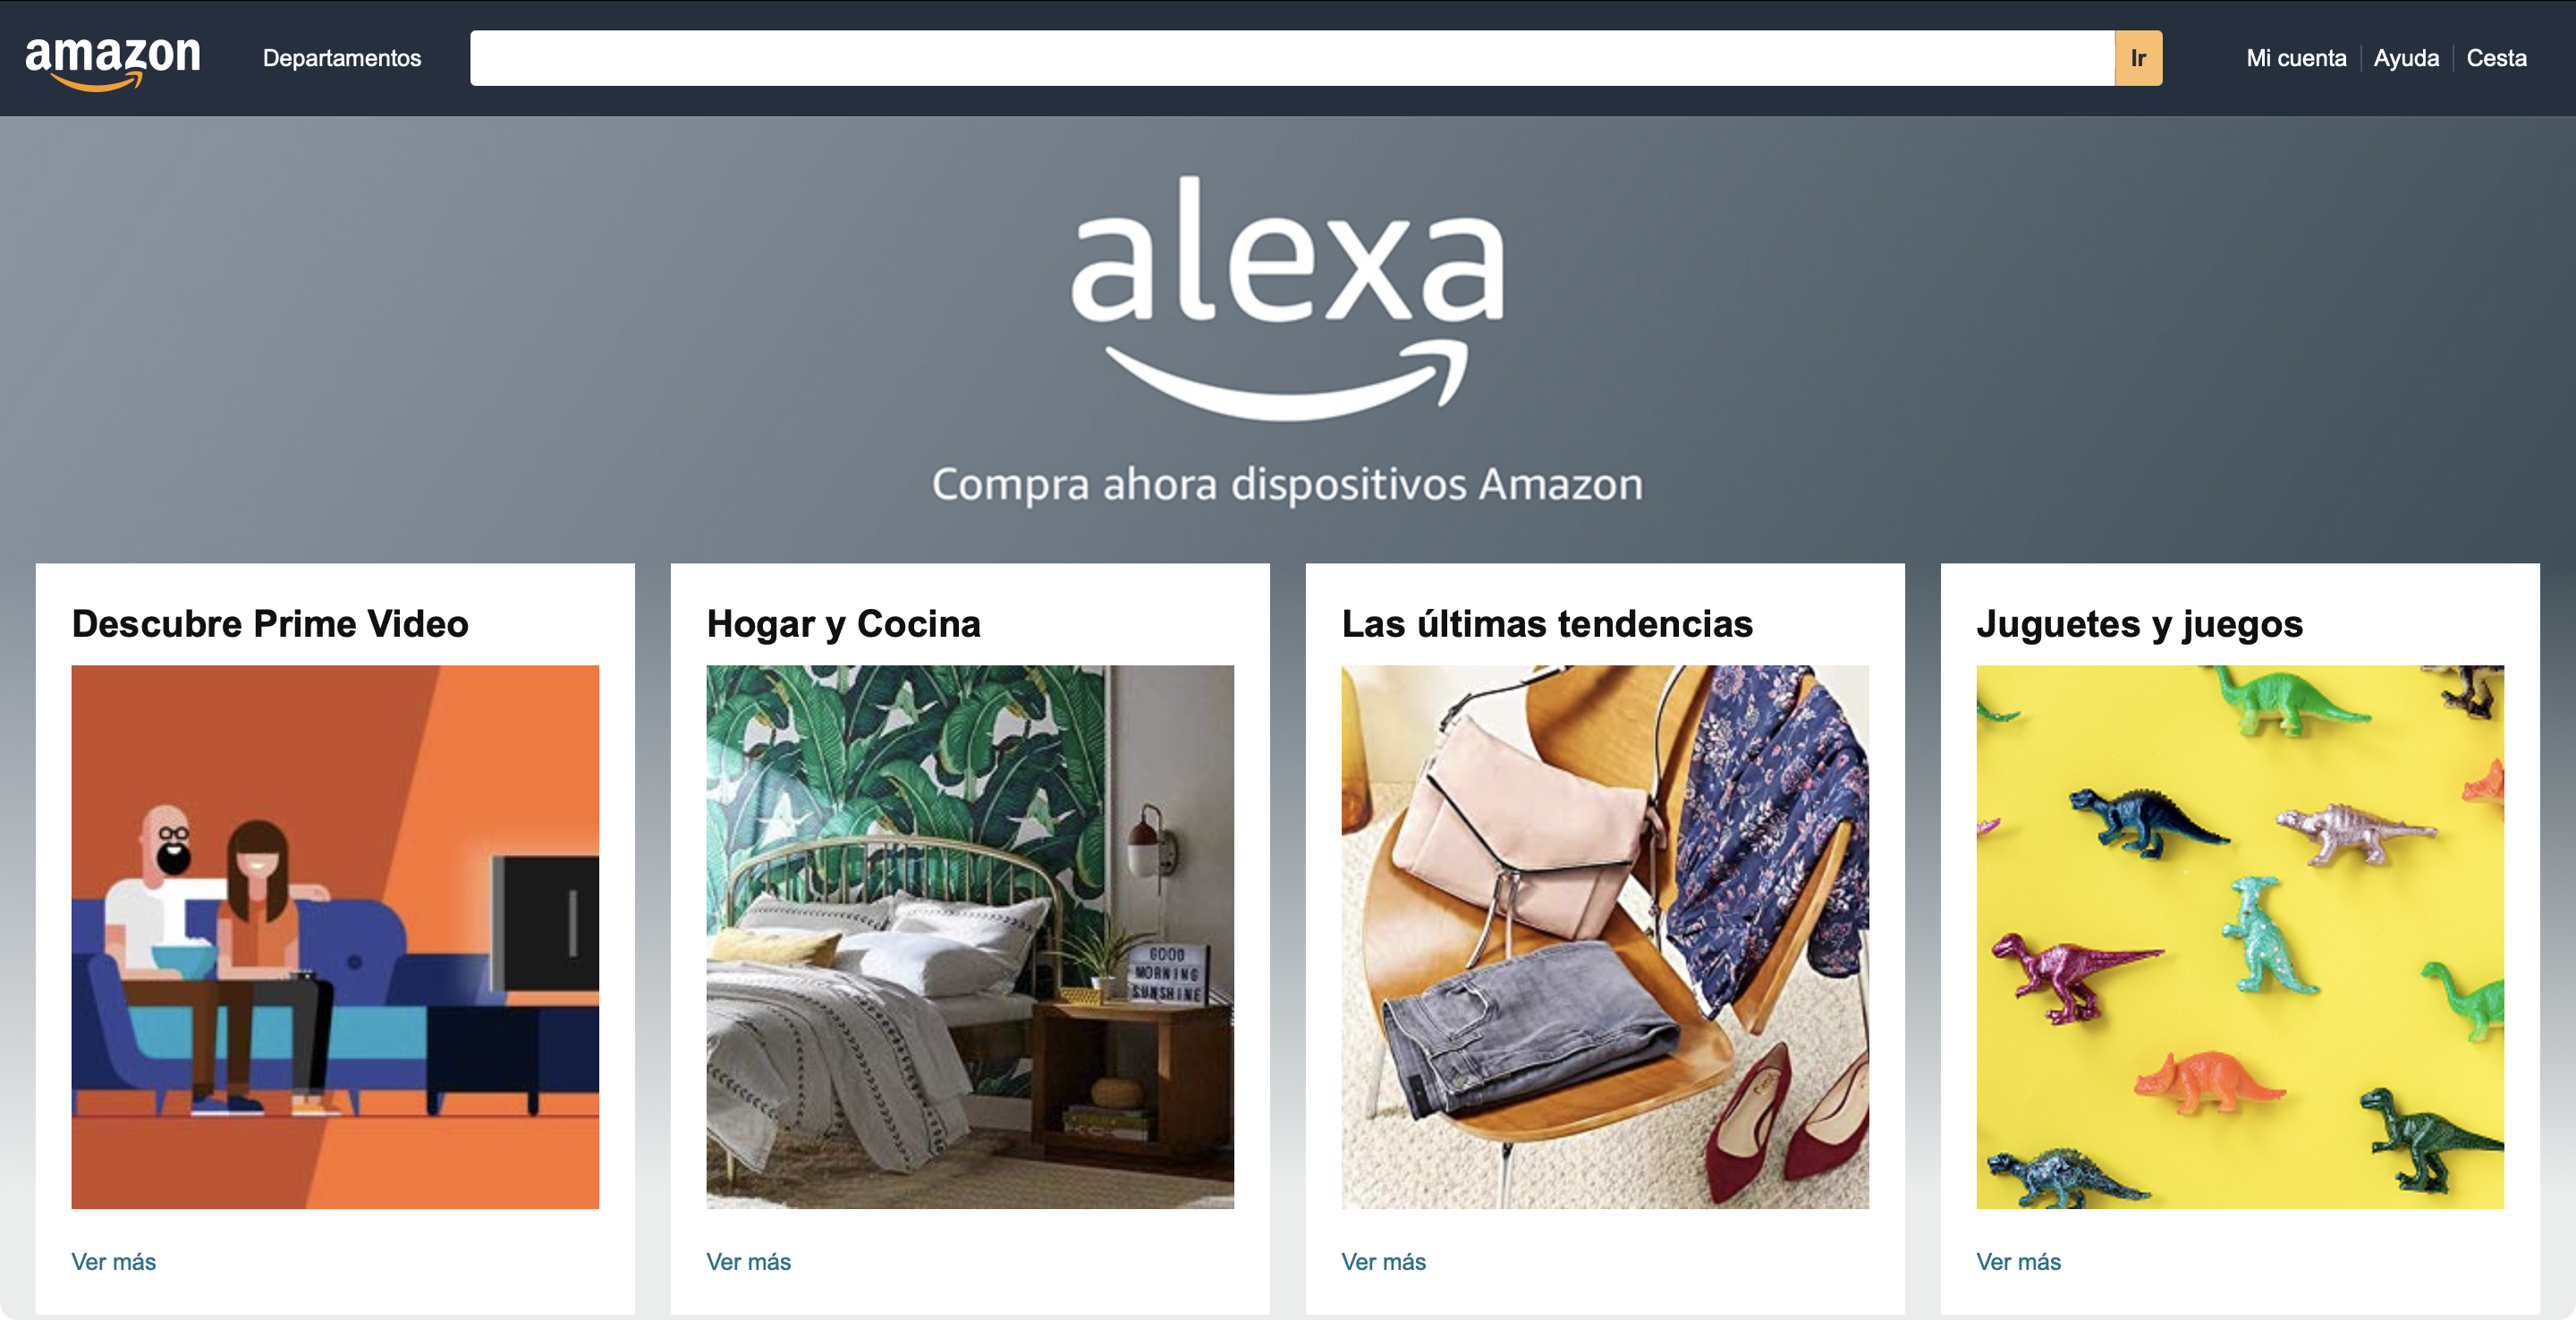 amazon
Departamentos
Ir
Mi cuenta
Ayuda
Cesta
alexa
Compra ahora dispositivos Amazon
Descubre Prime Video
Hogar y Cocina
Las últimas tendencias
Juguetes y juegos
GOOD
MORNING
SUNSHINE
Ver más
Ver más
Ver más
Ver más